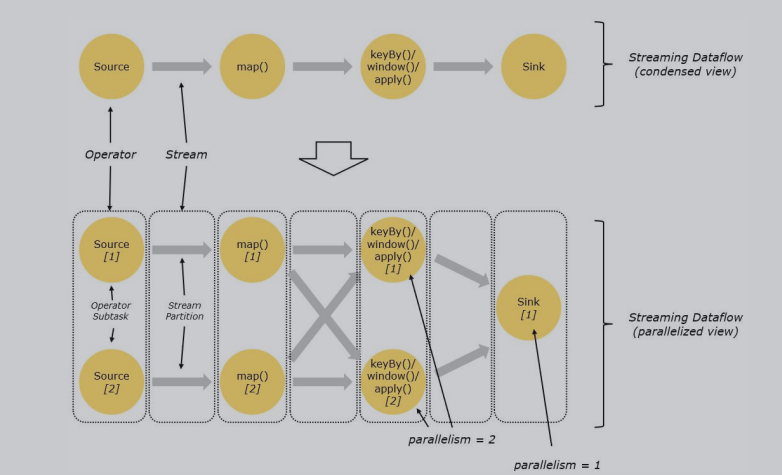 Source
map()
keyBy()/
window()/
apply()
Sink
Streaming Dataflow
(condensed view)
Operator
Stream
Source
[1]
map()
[1]
keyBy()/
window()/
apply()
[1]
Operator
Subtask
Stream
Partition
Sink
[1]
Streaming Dataflow
(parallelized view)
Source
[2]
map()
[2]
keyBy()/
window()/
apply()
[2]
parallelism = 2
parallelism = 1